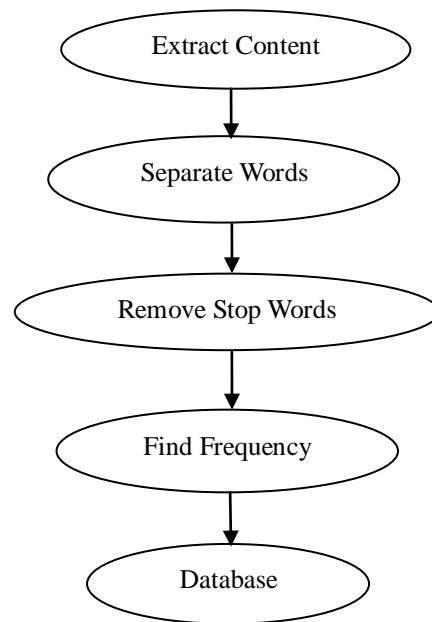 Extract Content
Separate Words
Remove Stop Words
Find Frequency
Database